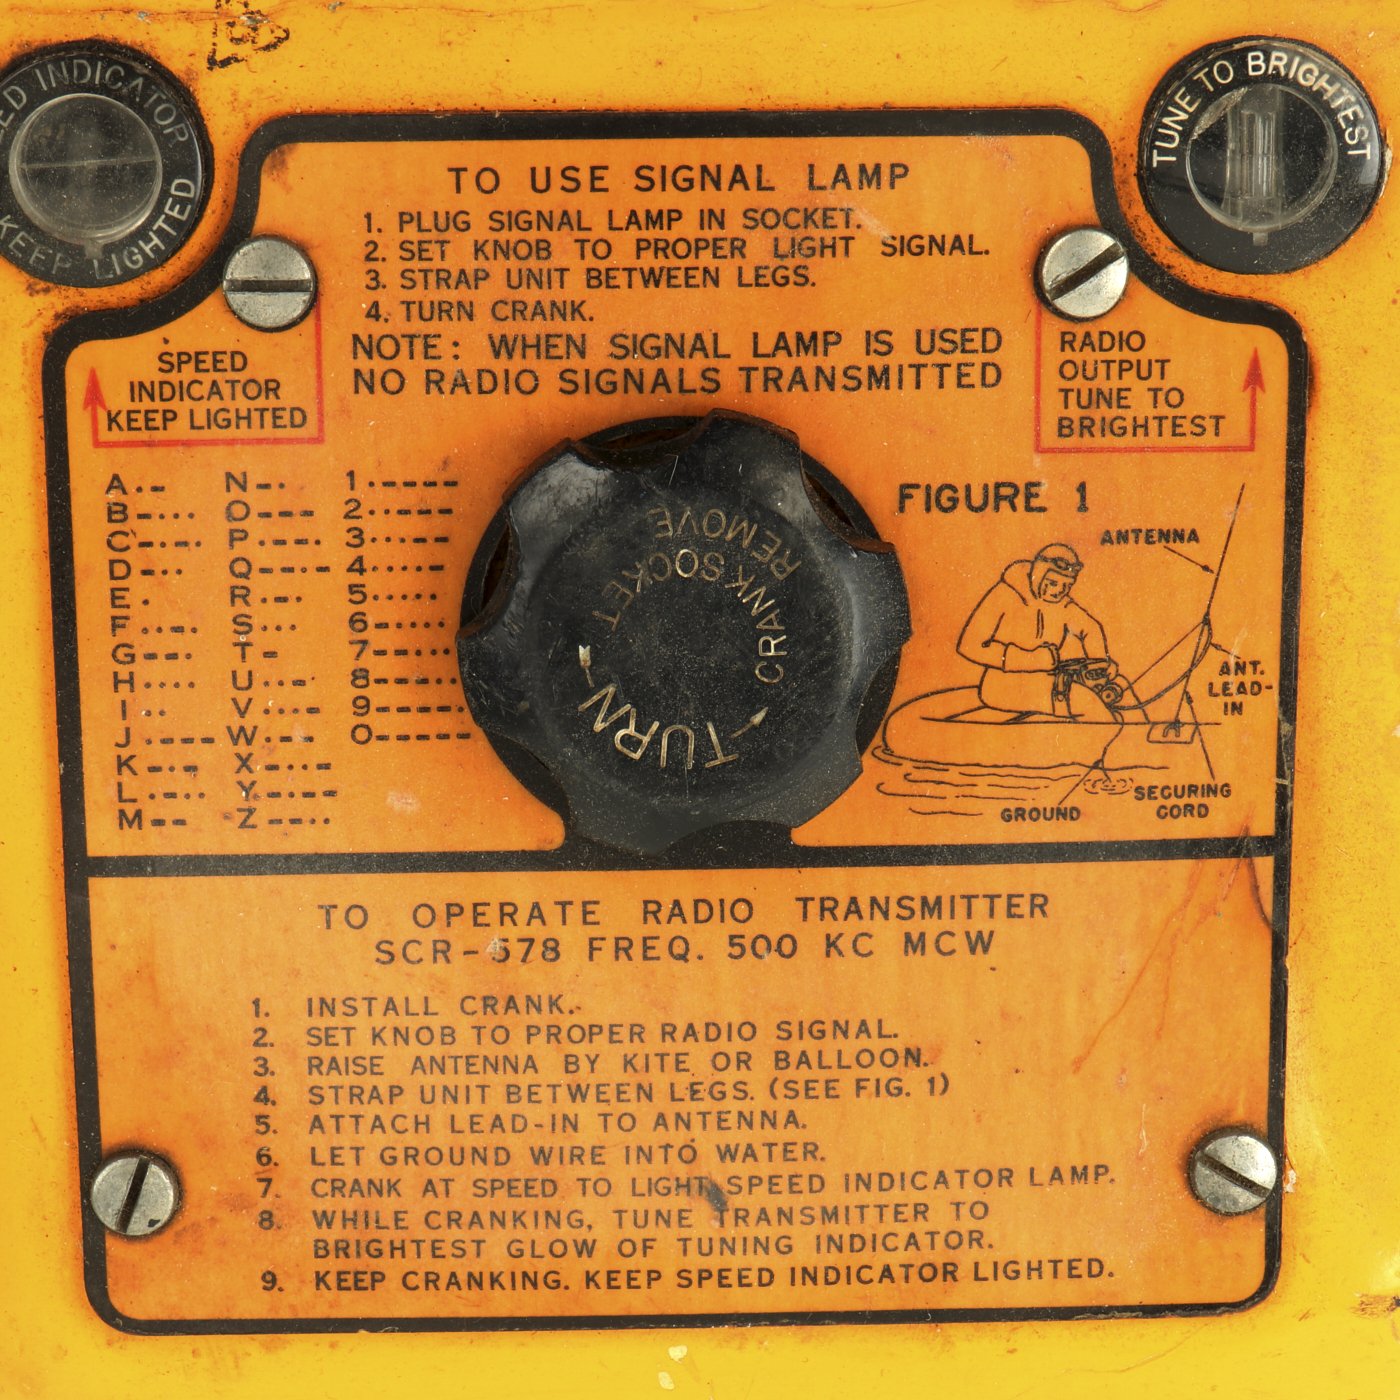 ED INDICATOR
KEEP LIGHTED
TUNE TO BRIGHTEST
TO USE SIGNAL LAMP
1. PLUG SIGNAL LAMP IN SOCKET.
2. SET KNOB TO PROPER LIGHT SIGNAL.
3. STRAP UNIT BETWEEN LEGS.
4. TURN CRANK.
NOTE: WHEN SIGNAL LAMP IS USED
NO RADIO SIGNALS TRANSMITTED
SPEED
INDICATOR
KEEP LIGHTED
RADIO
OUTPUT
TUNE TO
BRIGHTEST
A .- N -. 1 .----
B -... O --- 2 ..---
C -.-. P .--. 3 ...--
D -.. Q --.- 4 ....-
E . R .-. 5 .....
F ..-. S ... 6 -....
G --. T - 7 --...
H .... U ..- 8 ---..
I .. V ...- 9 ----.
J .--- W .-- 0 -----
K -.- X -..-
L .-.. Y -.--
M -- Z --..
REMOVE
CRANK SOCKET
TURN-TURN
FIGURE 1
ANTENNA
ANT.
LEAD-
IN
SECURING
CORD
GROUND
TO OPERATE RADIO TRANSMITTER
SCR-578 FREQ. 500 KC MCW
1. INSTALL CRANK.
2. SET KNOB TO PROPER RADIO SIGNAL.
3. RAISE ANTENNA BY KITE OR BALLOON.
4. STRAP UNIT BETWEEN LEGS. (SEE FIG. 1)
5. ATTACH LEAD-IN TO ANTENNA.
6. LET GROUND WIRE INTO WATER.
7. CRANK AT SPEED TO LIGHT SPEED INDICATOR LAMP.
8. WHILE CRANKING, TUNE TRANSMITTER TO
BRIGHTEST GLOW OF TUNING INDICATOR.
9. KEEP CRANKING. KEEP SPEED INDICATOR LIGHTED.